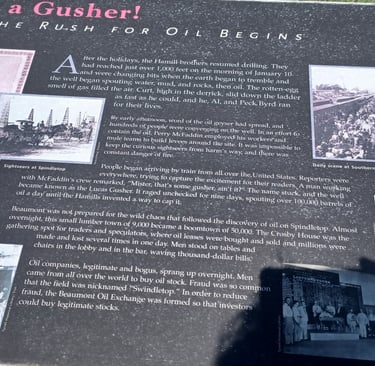 a Gusher!
HE RUSH FOR OIL BEGINS
After the holidays, the Hamill brothers resumed drilling. They
had reached just over 1,000 feet on the morning of January 10
and were changing bits when the earth began to tremble and
the well began spouting water, mud, and rocks, then oil. The rotten-egg
smell of gas filled the air. Curt, high in the derrick, slid down the ladder
as fast as he could, and he, Al, and Peck Byrd ran
for their lives.
By early afternoon, word of the oil geyser had spread, and
hundreds of people were converging on the well. In an effort to
contain the oil, Perry McFaddin employed his workers and
mule teams to build levees around the site. It was impossible to
keep the curious sightseers from harm's way, and there was
constant danger of fire.
Sightseers at Spindletop
Daily scene at Souther
People began arriving by train from all over the United States. Reporters were
everywhere, trying to capture the excitement for their readers. A man working
with McFaddin's crew remarked, "Mister, that's some gusher, ain't it?" The name stuck, and the well
became known as the Lucas Gusher. It raged unchecked for nine days, spouting over 100,000 barrels of
oil a day until the Hamills invented a way to cap it.
Beaumont was not prepared for the wild chaos that followed the discovery of oil on Spindletop. Almost
overnight, this small lumber town of 9,000 became a boomtown of 50,000. The Crosby House was the
gathering spot for traders and speculators, where oil leases were bought and sold and millions were
made and lost several times in one day. Men stood on tables and
chairs in the lobby and in the bar, waving thousand-dollar bills.
Oil companies, legitimate and bogus, sprang up overnight. Men
came from all over the world to buy oil stock. Fraud was so common
that the field was nicknamed "Swindletop." In order to reduce
fraud, the Beaumont Oil Exchange was formed so that investors
could buy legitimate stocks.